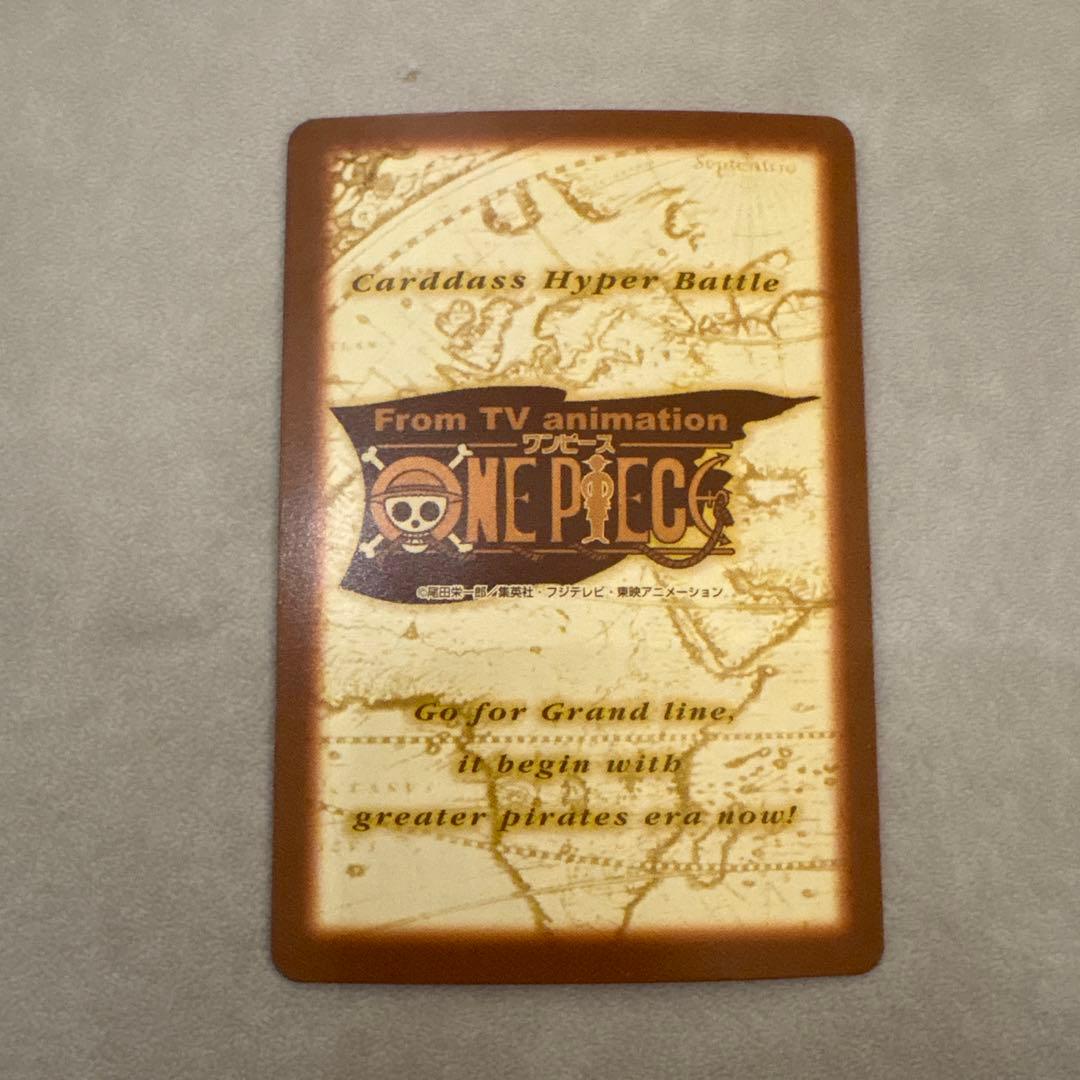 Septentrio
Carddass Hyper Battle
From TV animation
ワンピース
ONE PIECE
©尾田栄一郎/集英社・フジテレビ・東映アニメーション
Go for Grand line,
it begin with
greater pirates era now!